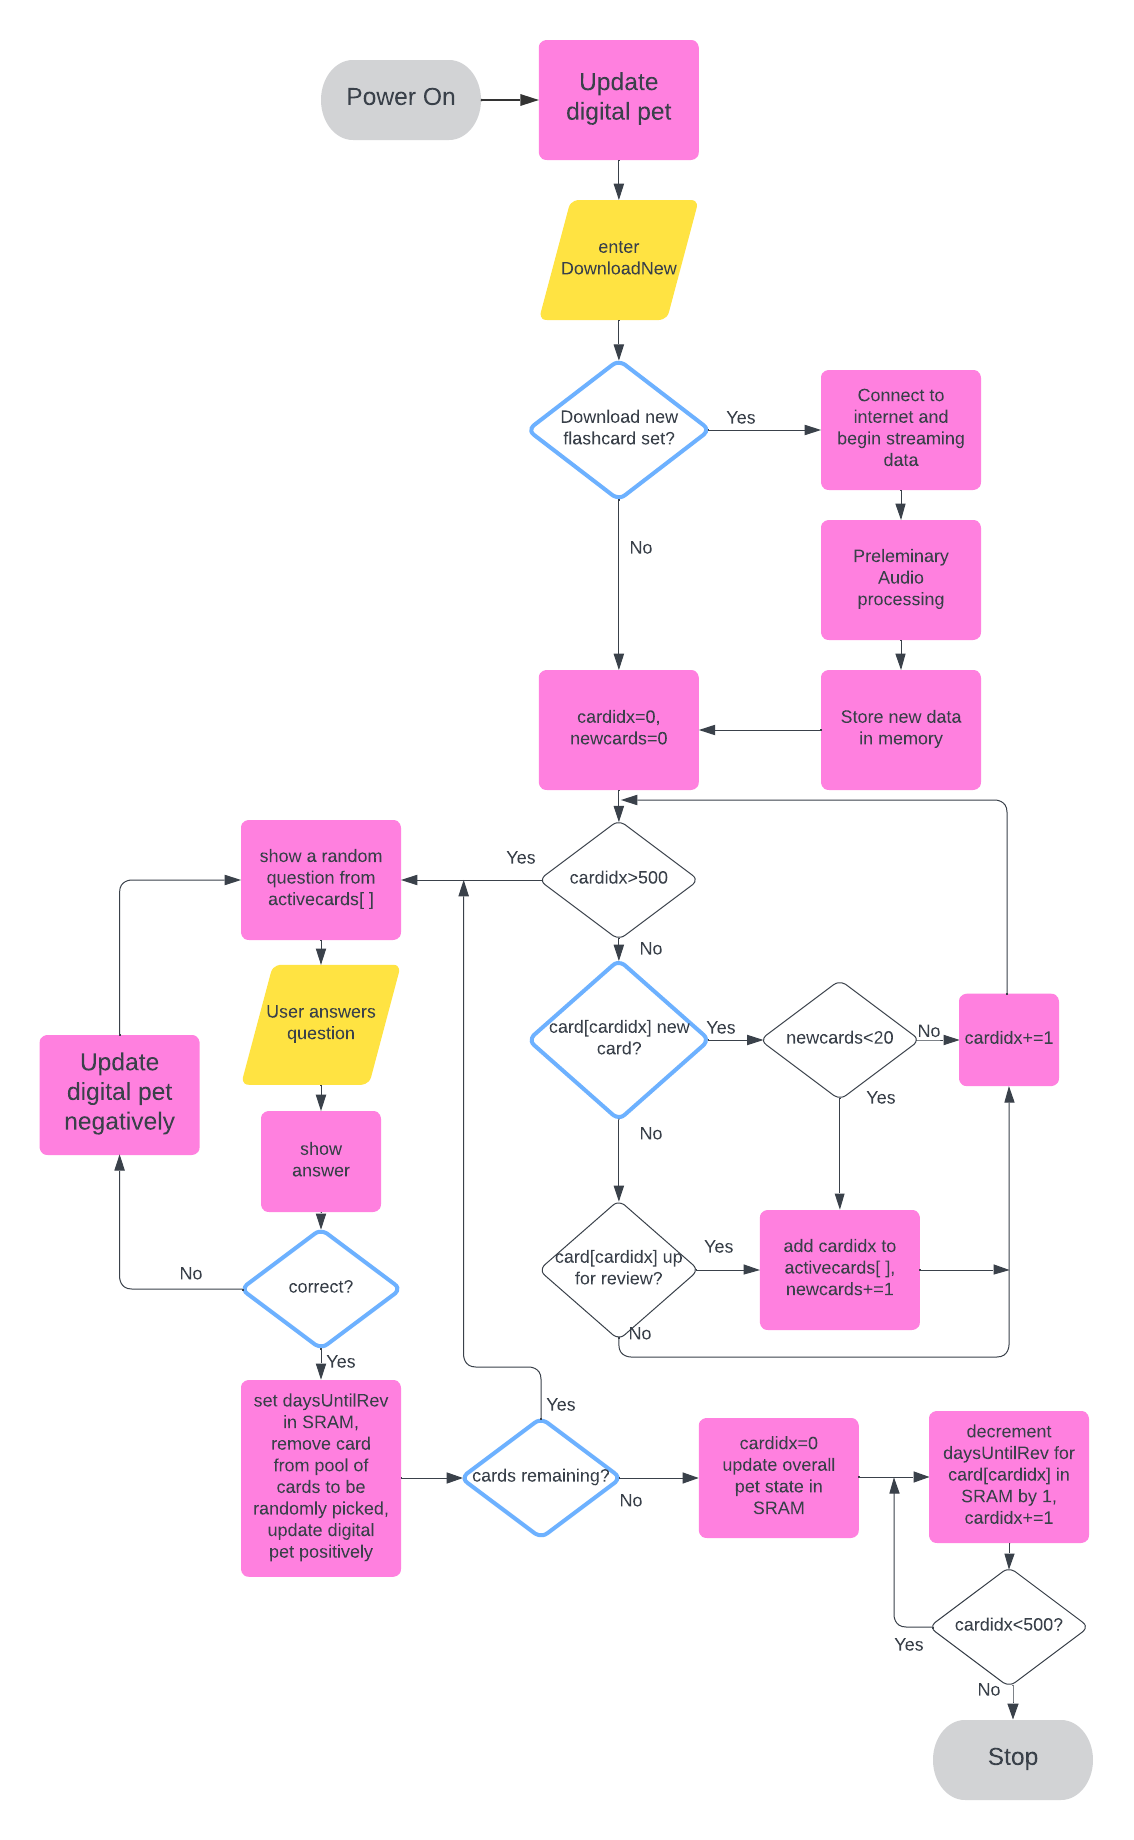 Power On
Update
digital pet
enter
DownloadNew
Download new
flashcard set?
Yes
Connect to
internet and
begin streaming
data
No
Preleminary
Audio
processing
cardidx=0,
newcards=0
Store new data
in memory
show a random
question from
activecards[ ]
Yes
cardidx>500
No
User answers
question
card[cardidx] new
card?
Yes
newcards<20
No
cardidx+=1
Update
digital pet
negatively
Yes
No
show
answer
card[cardidx] up
for review?
Yes
add cardidx to
activecards[ ],
newcards+=1
No
No
correct?
Yes
set daysUntilRev
in SRAM,
remove card
from pool of
cards to be
randomly picked,
update digital
pet positively
Yes
cards remaining?
No
cardidx=0
update overall
pet state in
SRAM
decrement
daysUntilRev for
card[cardidx] in
SRAM by 1,
cardidx+=1
cardidx<500?
Yes
No
Stop